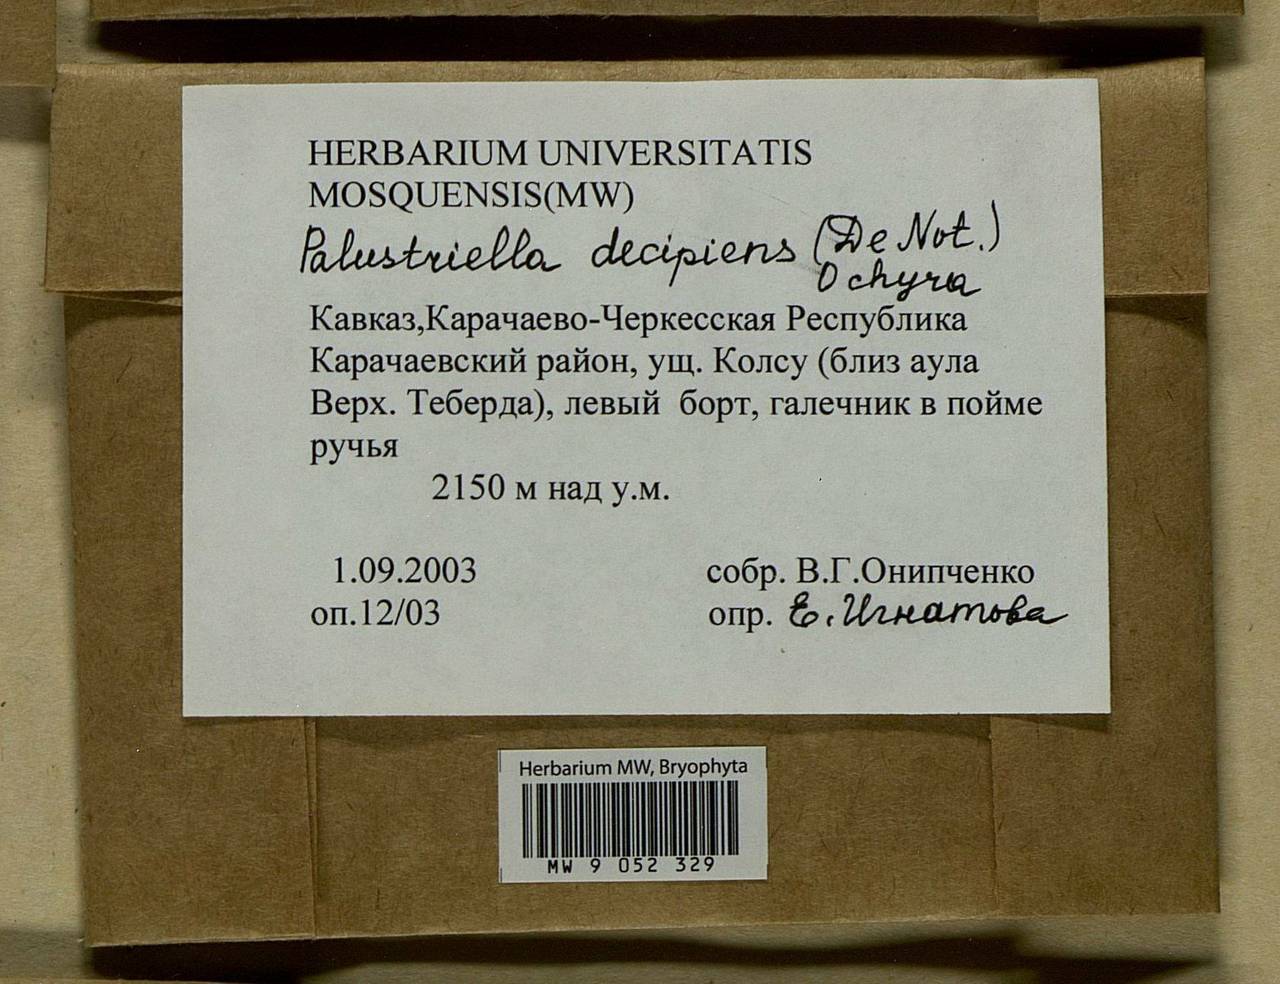 HERBARIUM UNIVERSITATIS
MOSQUENSIS(MW)
Palustriella decipiens (De Not.)
Ochyra
Кавказ,Карачаево-Черкесская Республика
Карачаевский район, ущ. Колсу (близ аула
Верх. Теберда), левый борт, галечник в пойме
ручья
2150 м над у.м.
1.09.2003 собр. В.Г.Онипченко
оп.12/03 опр. Е. Игнатова
Herbarium MW, Bryophyta
MW 9 052 329